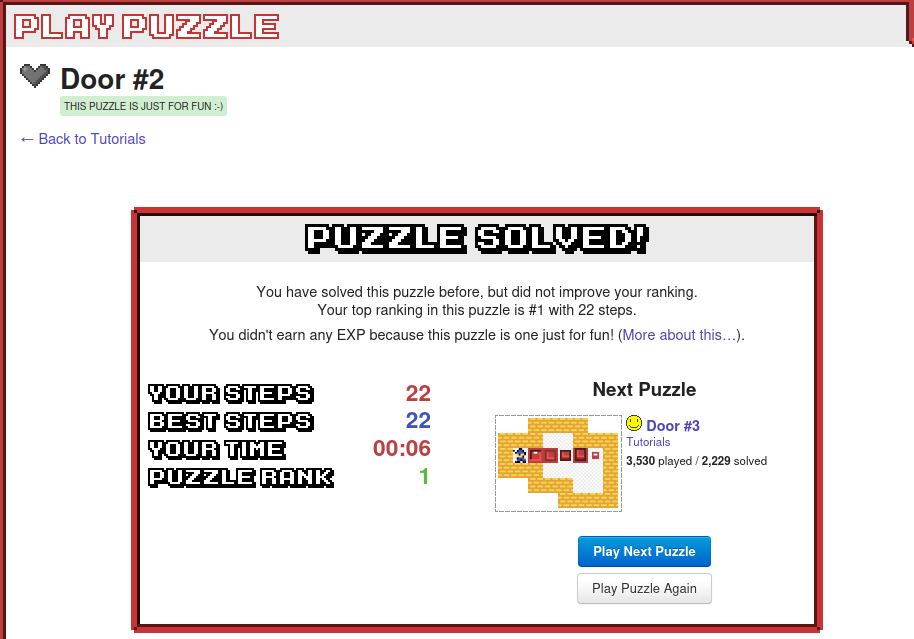 PLAY PUZZLE
Door #2
THIS PUZZLE IS JUST FOR FUN :-)
← Back to Tutorials
PUZZLE SOLVED!
You have solved this puzzle before, but did not improve your ranking.
Your top ranking in this puzzle is #1 with 22 steps.
You didn't earn any EXP because this puzzle is one just for fun! (More about this…).
YOUR STEPS 22
BEST STEPS 22
YOUR TIME 00:06
PUZZLE RANK 1
Next Puzzle
Door #3
Tutorials
3,530 played / 2,229 solved
Play Next Puzzle
Play Puzzle Again